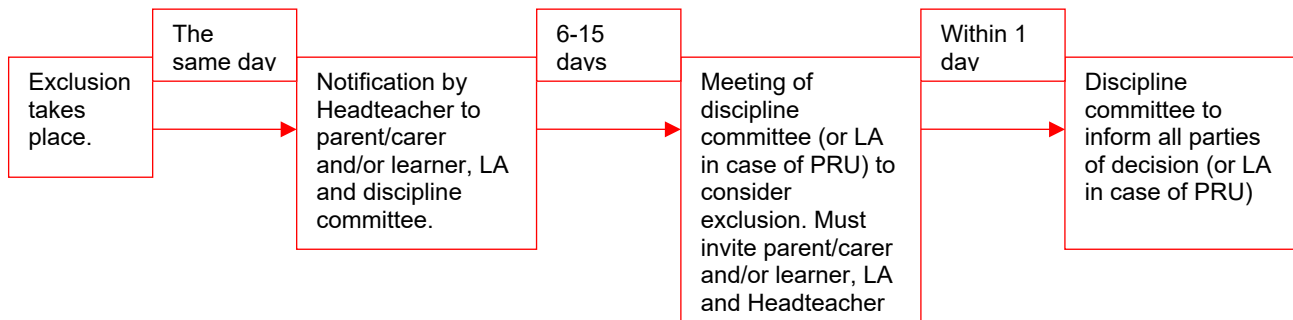 Exclusion
takes
place.
The
same day
Notification by
Headteacher to
parent/carer
and/or learner, LA
and discipline
committee.
6-15
days
Meeting of
discipline
committee (or LA
in case of PRU) to
consider
exclusion. Must
invite parent/carer
and/or learner, LA
and Headteacher
Within 1
day
Discipline
committee to
inform all parties
of decision (or LA
in case of PRU)